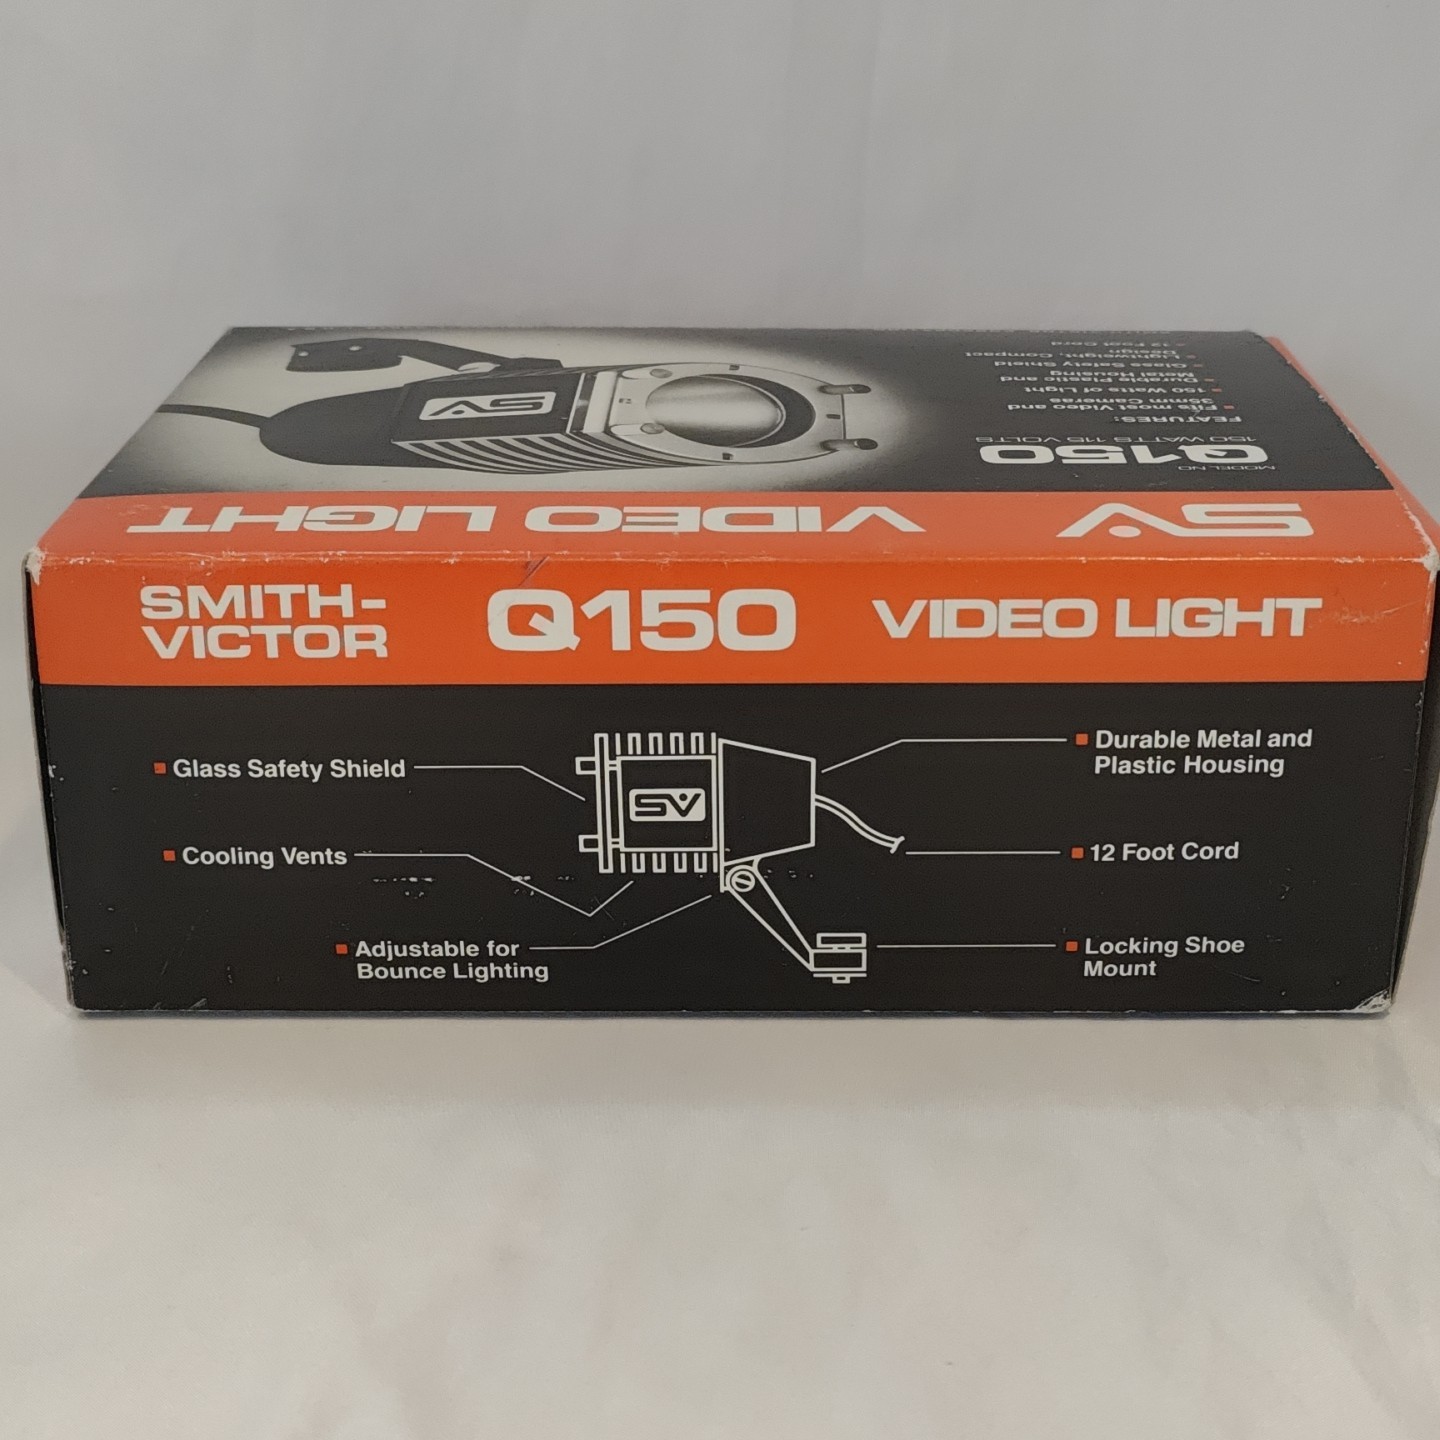 12 Foot Cord
Lightweight, Compact
Design
Glass Safety Shield
Durable Plastic and
Metal Housing
150 Watts of Light
Fits most Video and
35mm Cameras
FEATURES:
150 WATTS 115 VOLTS
MODEL NO
Q150
SV
SV VIDEO LIGHT
SMITH-
VICTOR
Q150 VIDEO LIGHT
Glass Safety Shield
Cooling Vents
Adjustable for
Bounce Lighting
SV
Durable Metal and
Plastic Housing
12 Foot Cord
Locking Shoe
Mount